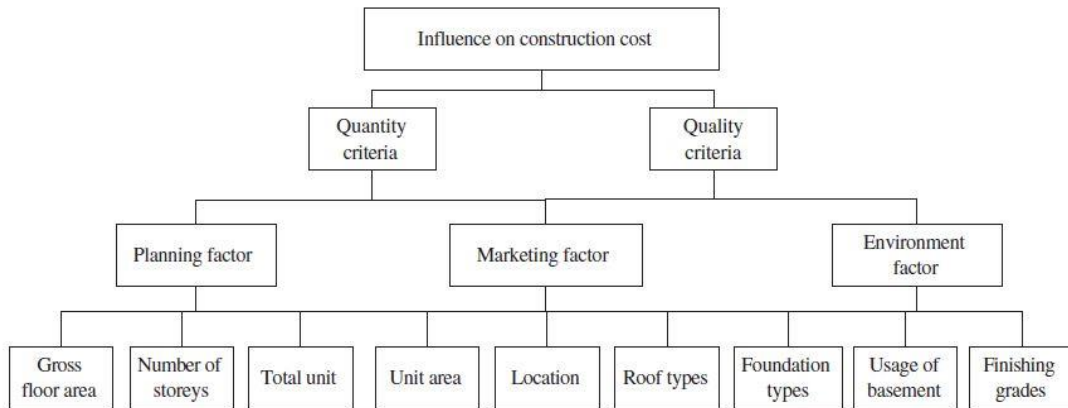 Influence on construction cost
Quantity
criteria
Quality
criteria
Planning factor
Marketing factor
Environment
factor
Gross
floor area
Number of
storeys
Total unit
Unit area
Location
Roof types
Foundation
types
Usage of
basement
Finishing
grades